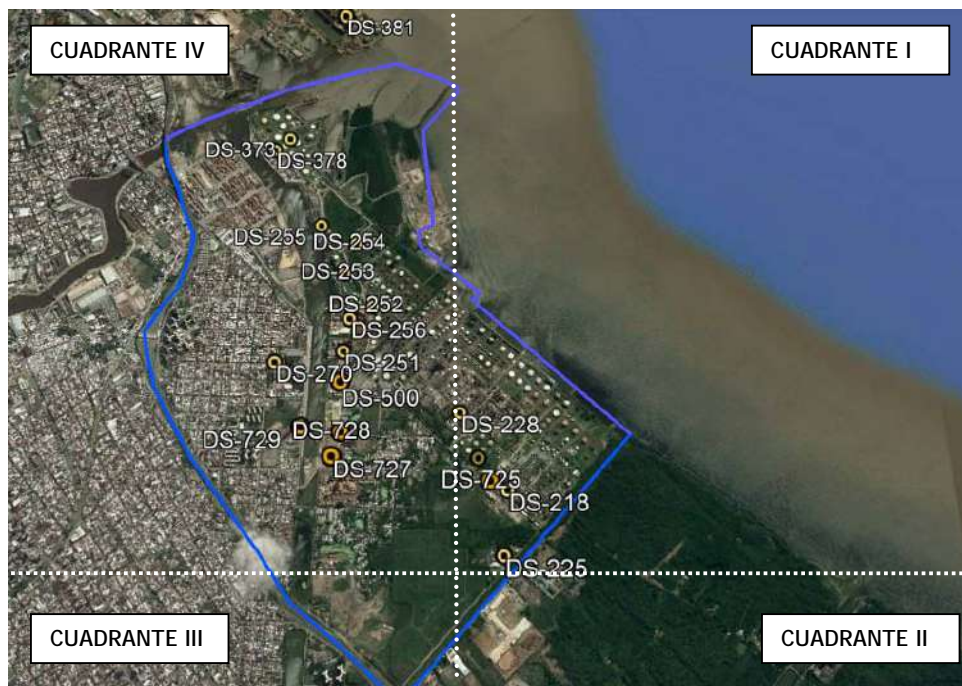 DS-381
CUADRANTE IV
CUADRANTE I
DS-373
DS-378
DS-255
DS-254
DS-253
DS-252
DS-256
DS-251
DS-270
DS-500
DS-228
DS-729
DS-728
DS-727
DS-725
DS-218
DS-225
CUADRANTE III
CUADRANTE II